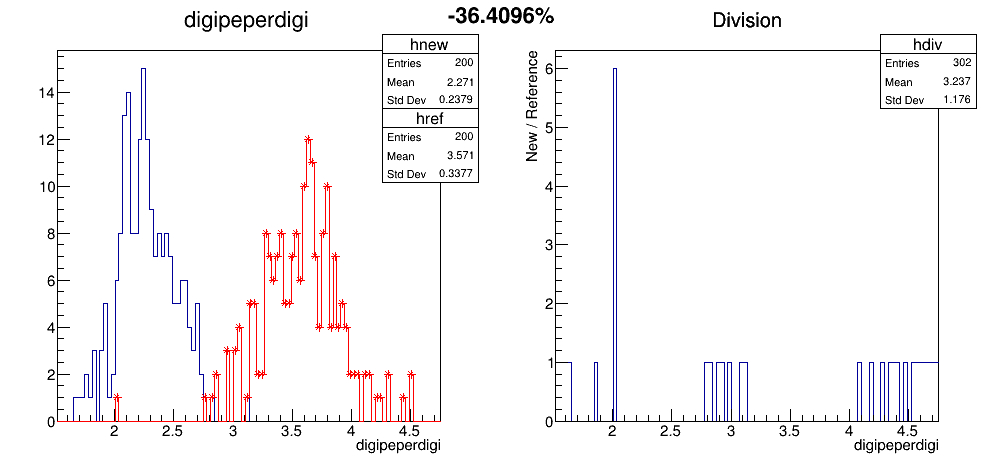 -36.4096%
digipeperdigi
hnew
Entries 200
Mean 2.271
Std Dev 0.2379
href
Entries 200
Mean 3.571
Std Dev 0.3377
14
12
10
8
6
4
2
0
2 2.5 3 3.5 4 4.5
digipeperdigi
Division
hdiv
Entries 302
Mean 3.237
Std Dev 1.176
New / Reference
6
5
4
3
2
1
0
2 2.5 3 3.5 4 4.5
digipeperdigi